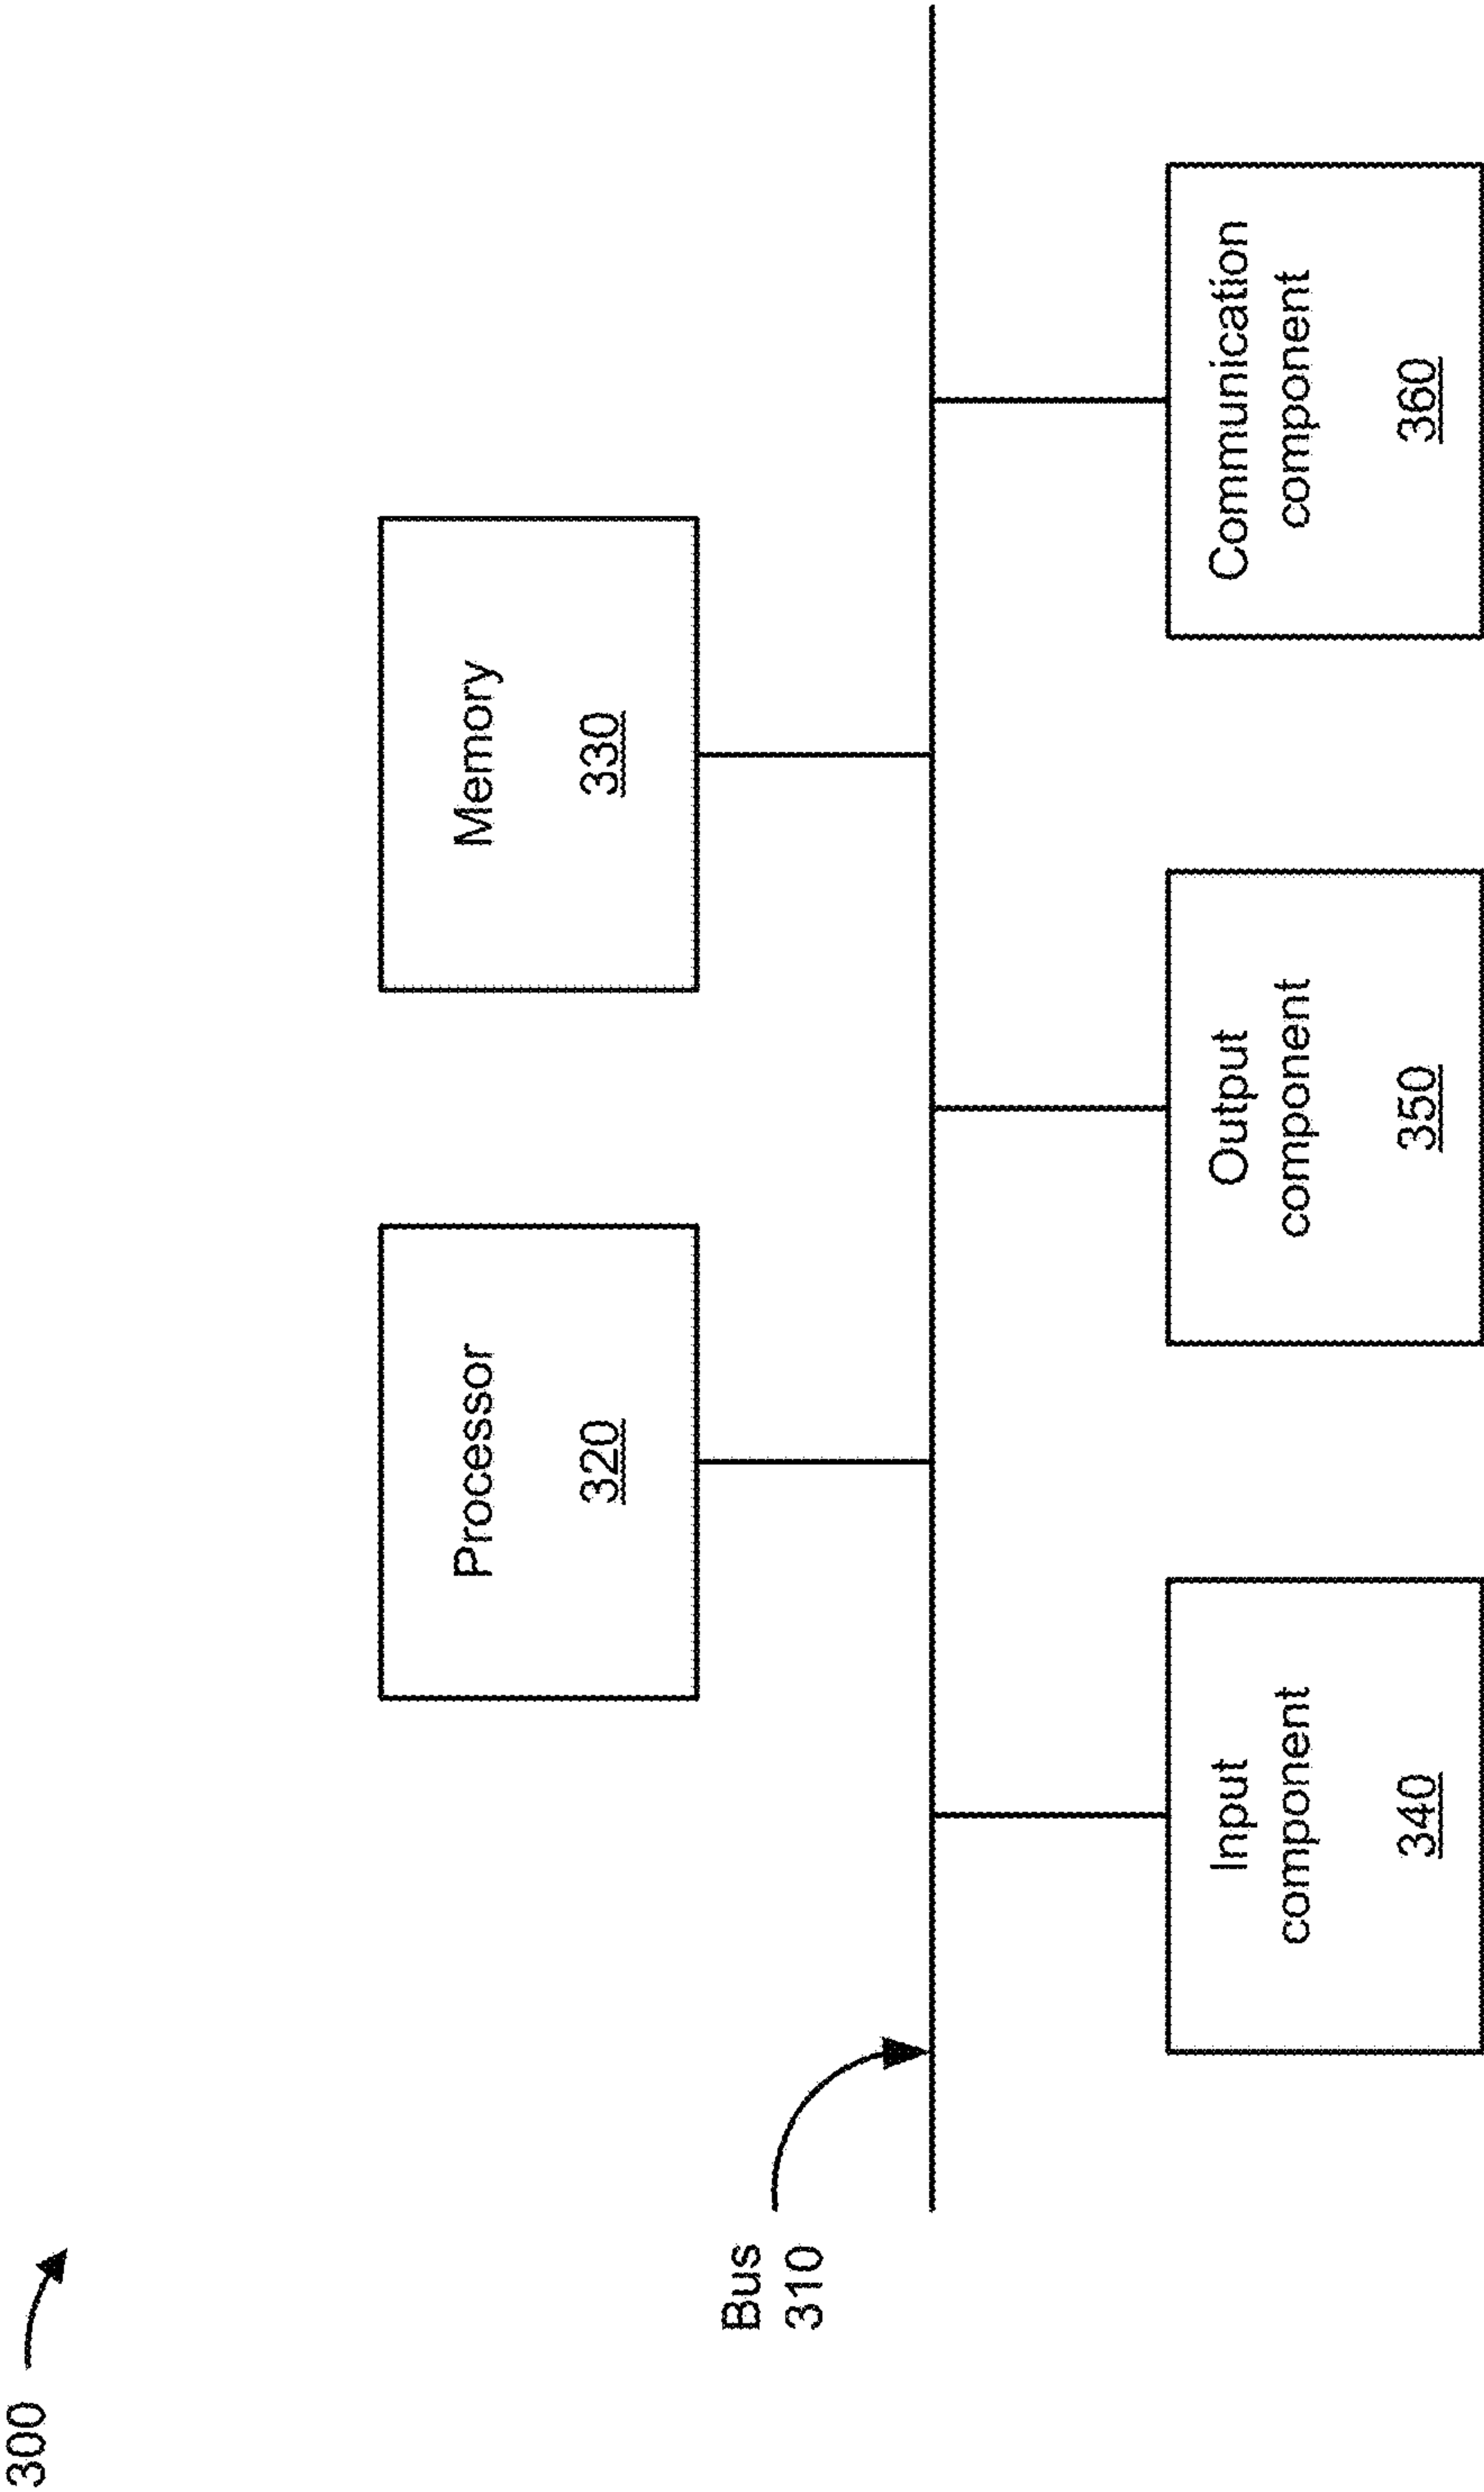 300
Bus
310
Processor
320
Memory
330
Input
component
340
Output
component
350
Communication
component
360